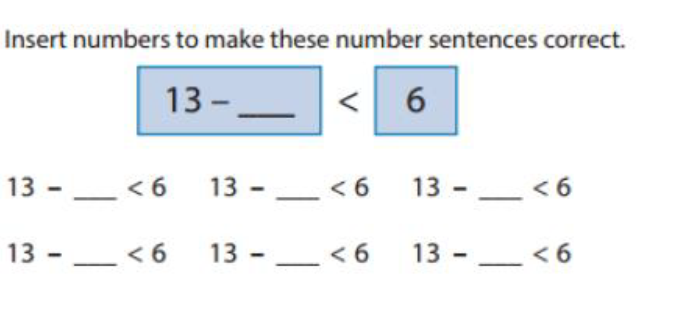 Insert numbers to make these number sentences correct.
13 – ___ < 6
13 - ___ < 6 13 - ___ < 6 13 - ___ < 6
13 - ___ < 6 13 - ___ < 6 13 - ___ < 6